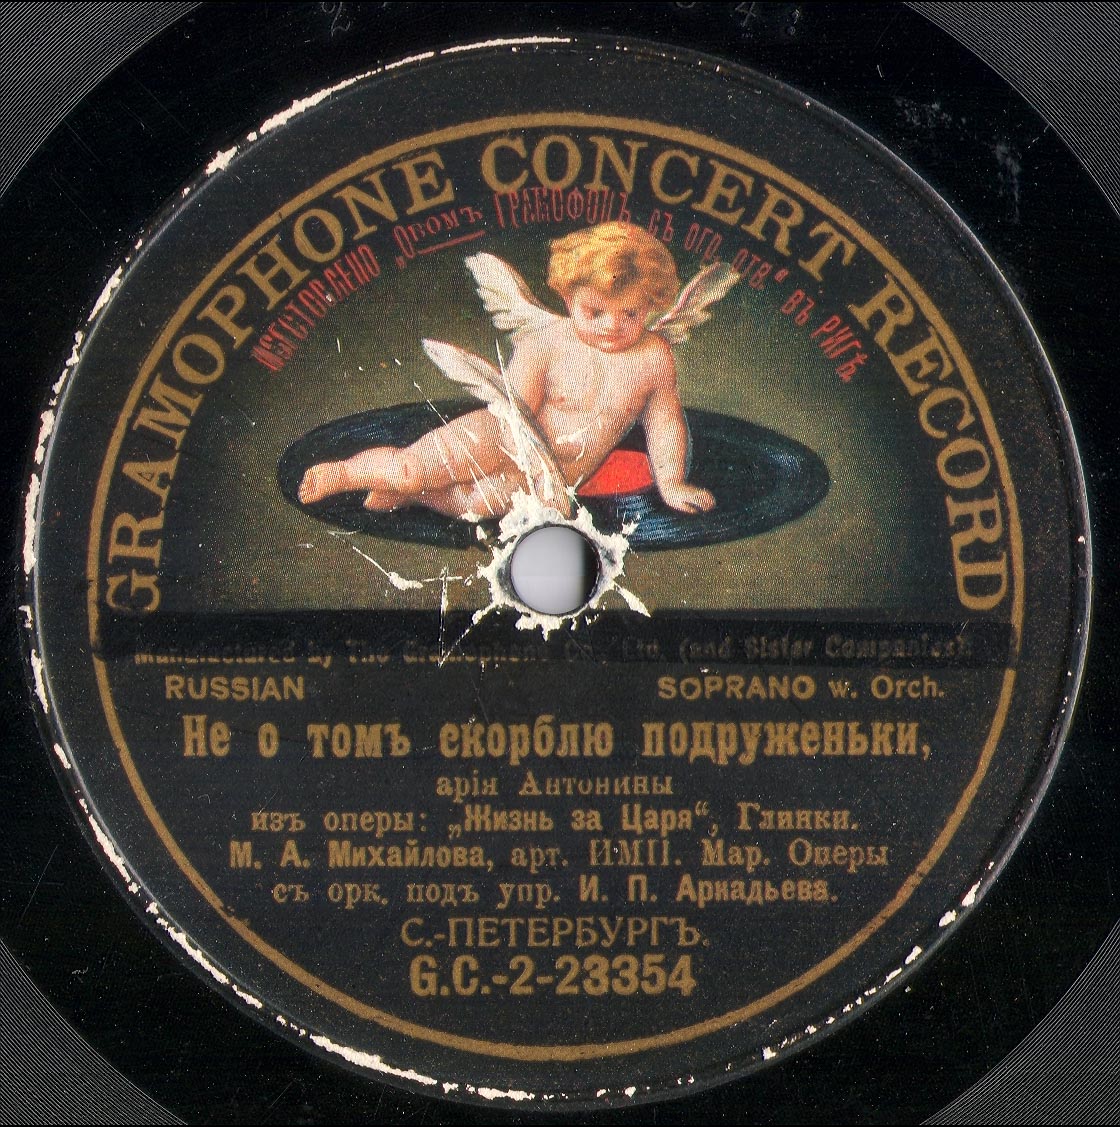 GRAMOPHONE CONCERT RECORD
ИЗГОТОВЛЕНО „ОВОМЪ ГРАМОФОНЪ СЪ ОГР. ОТВ.“ ВЪ РИГѢ
Manufactured by The Gramophone Co., Ltd. (and Sister Companies)
RUSSIAN SOPRANO w. Orch.
Не о томъ скорблю подруженьки,
арія Антонины
изъ оперы: „Жизнь за Царя“, Глинки.
М. А. Михайлова, арт. ИМП. Мар. Оперы
съ орк. подъ упр. И. П. Аркадьева.
С.-ПЕТЕРБУРГЪ.
G.C.-2-23354